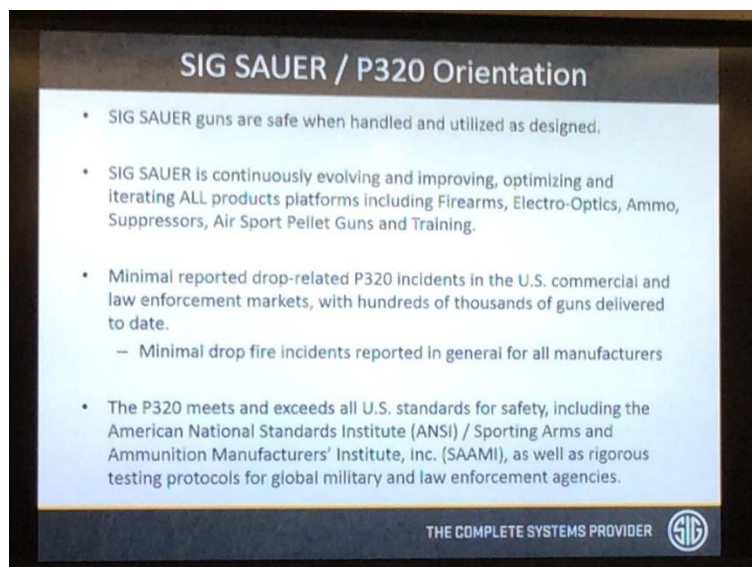 SIG SAUER / P320 Orientation
• SIG SAUER guns are safe when handled and utilized as designed.
• SIG SAUER is continuously evolving and improving, optimizing and
iterating ALL products platforms including Firearms, Electro-Optics, Ammo,
Suppressors, Air Sport Pellet Guns and Training.
• Minimal reported drop-related P320 incidents in the U.S. commercial and
law enforcement markets, with hundreds of thousands of guns delivered
to date.
– Minimal drop fire incidents reported in general for all manufacturers
• The P320 meets and exceeds all U.S. standards for safety, including the
American National Standards Institute (ANSI) / Sporting Arms and
Ammunition Manufacturers' Institute, Inc. (SAAMI), as well as rigorous
testing protocols for global military and law enforcement agencies.
THE COMPLETE SYSTEMS PROVIDER SIG